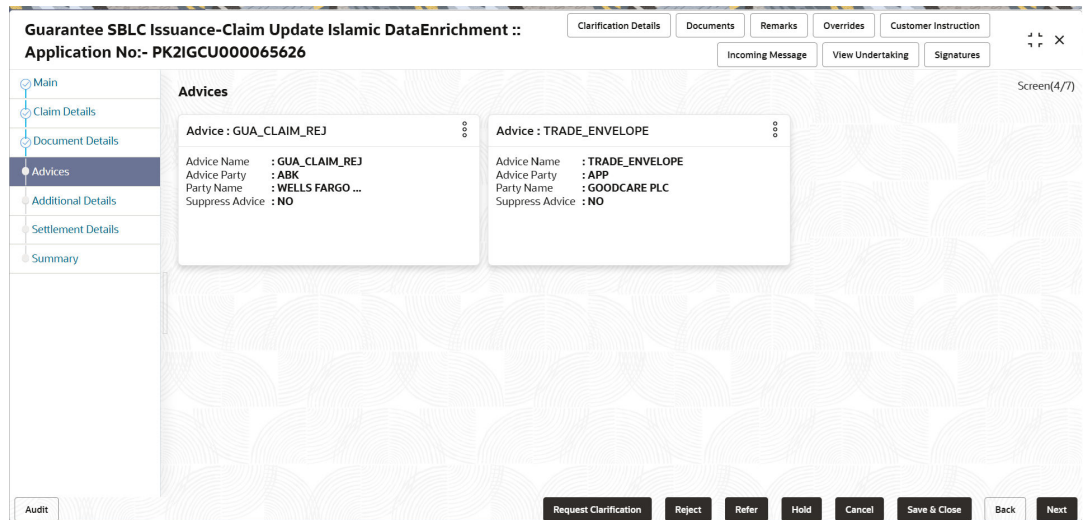 Guarantee SBLC Issuance-Claim Update Islamic DataEnrichment ::
Application No:- PK2IGCU000065626
Clarification Details
Documents
Remarks
Overrides
Customer Instruction
Incoming Message
View Undertaking
Signatures
Main
Claim Details
Document Details
Advices
Additional Details
Settlement Details
Summary
Advices
Screen(4/7)
Advice : GUA_CLAIM_REJ
Advice Name : GUA_CLAIM_REJ
Advice Party : ABK
Party Name : WELLS FARGO ...
Suppress Advice : NO
Advice : TRADE_ENVELOPE
Advice Name : TRADE_ENVELOPE
Advice Party : APP
Party Name : GOODCARE PLC
Suppress Advice : NO
Audit
Request Clarification
Reject
Refer
Hold
Cancel
Save & Close
Back
Next